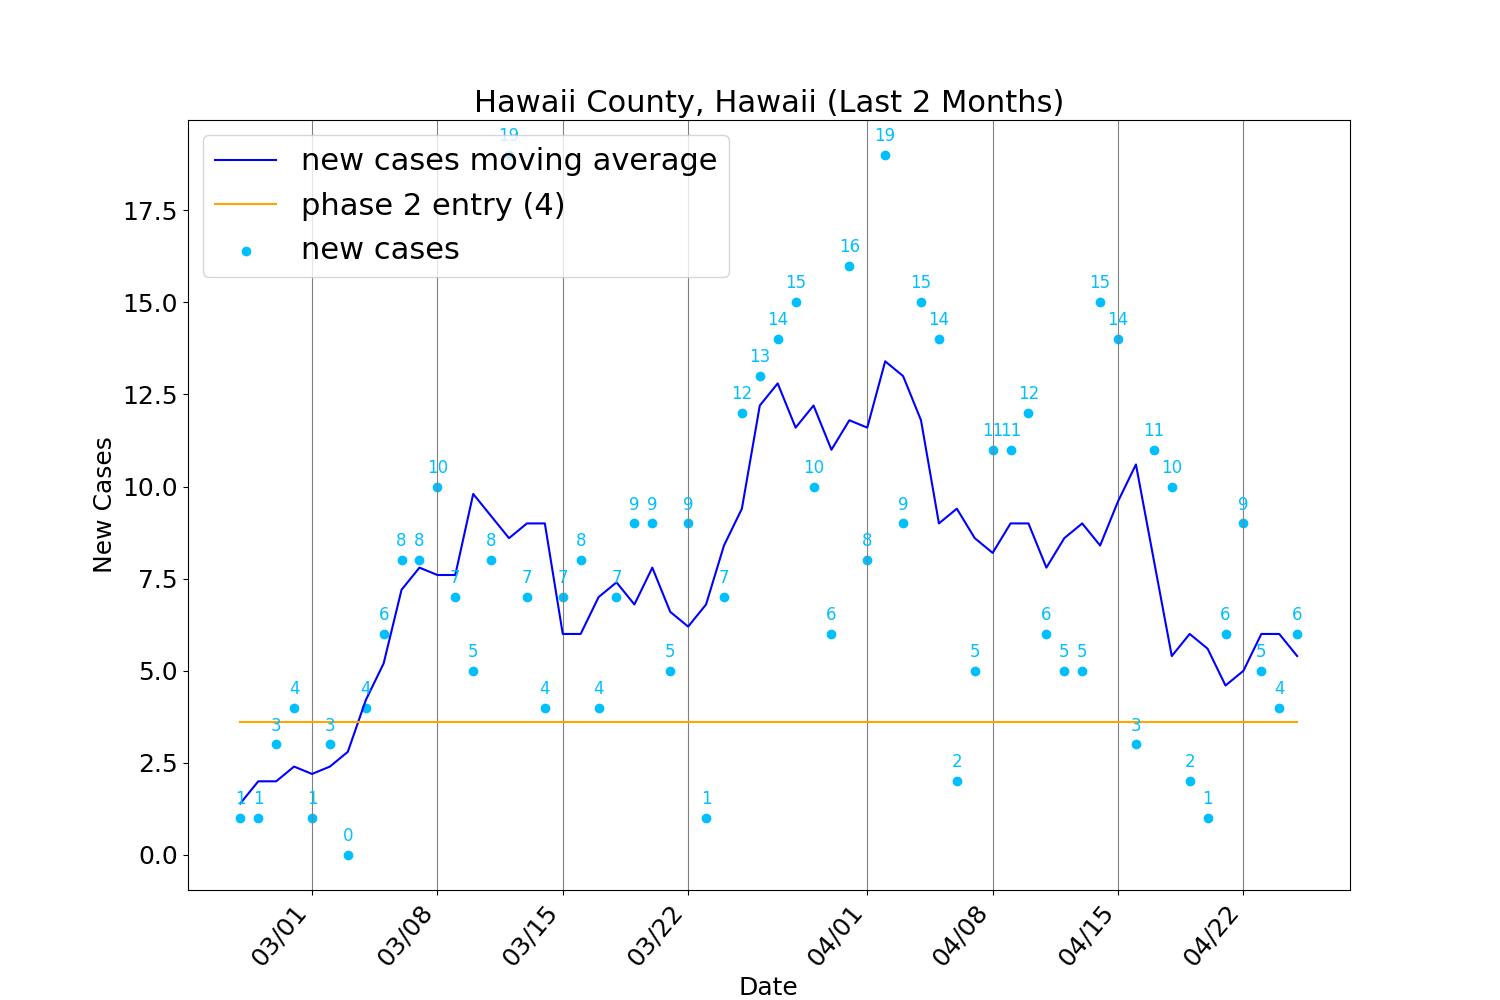 Hawaii County, Hawaii (Last 2 Months)
new cases moving average
phase 2 entry (4)
new cases
New Cases
17.5
15.0
12.5
10.0
7.5
5.0
2.5
0.0
1 1 3 4 1 3 0 4 6 8 8 10 7 5 8 19 7 4 7 8 4 7 9 9 5 9 1 7 12 13 14 15 10 6 16 8 19 9 15 14 2 5 11 11 12 6 5 5 15 14 3 11 10 2 1 6 9 5 4 6
03/01 03/08 03/15 03/22 04/01 04/08 04/15 04/22
Date